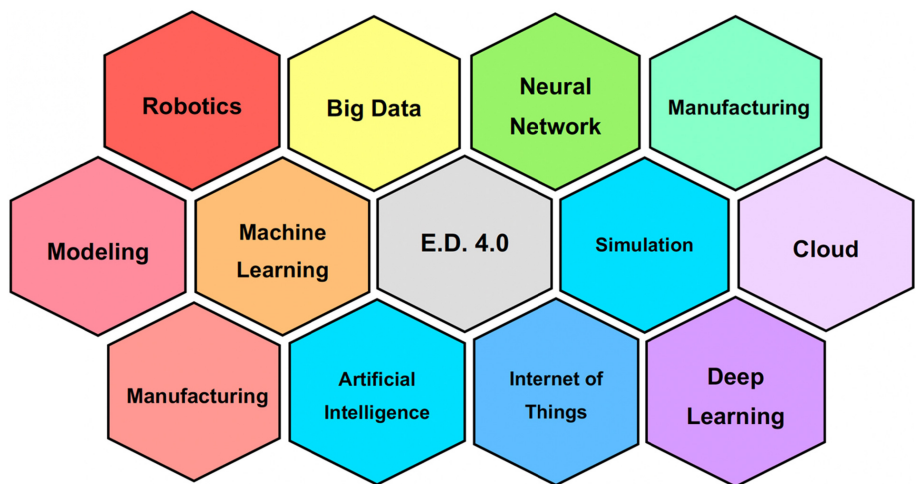 Robotics
Big Data
Neural
Network
Manufacturing
Modeling
Machine
Learning
E.D. 4.0
Simulation
Cloud
Manufacturing
Artificial
Intelligence
Internet of
Things
Deep
Learning